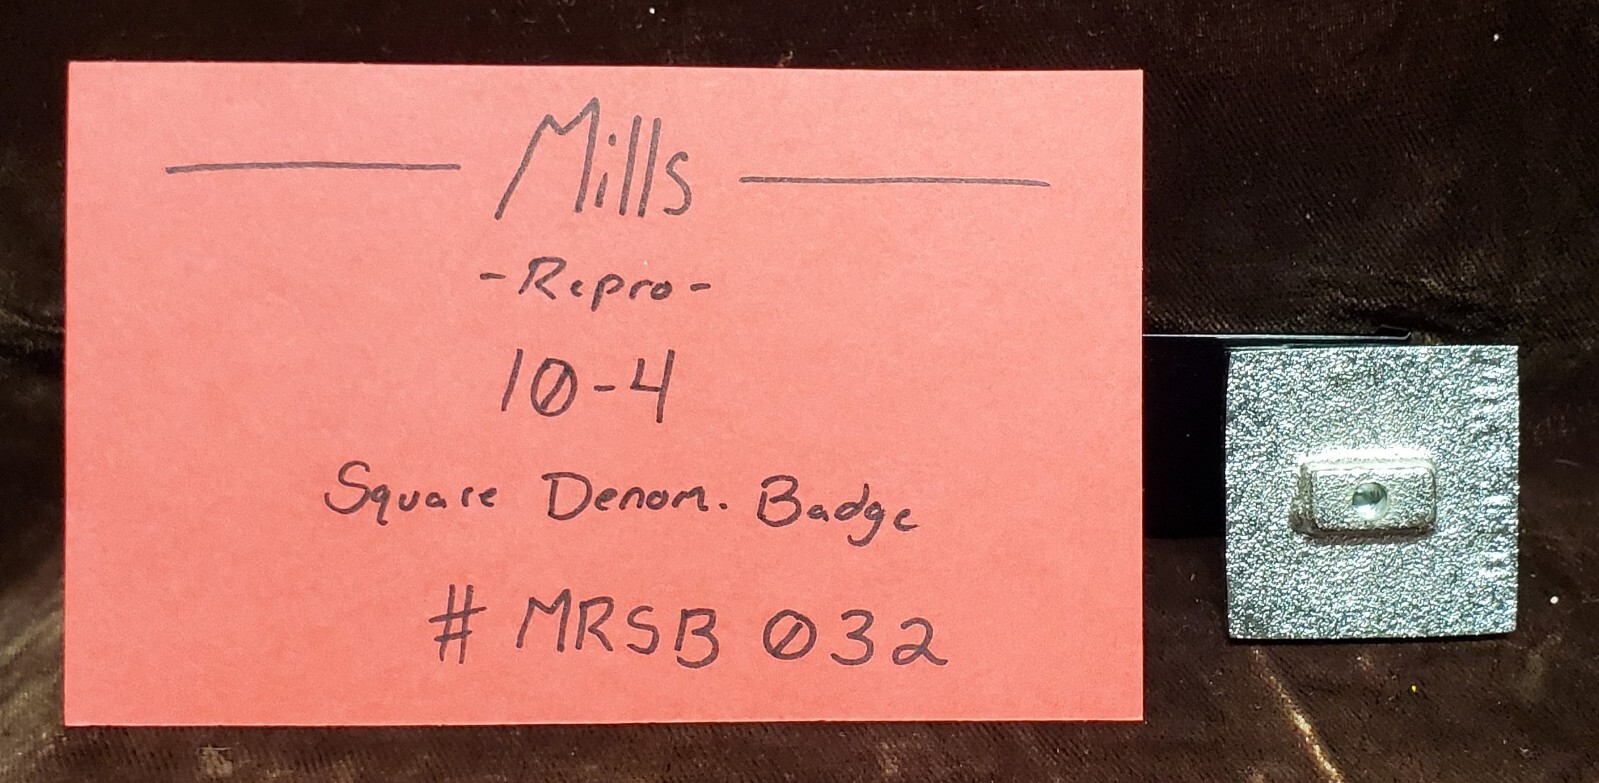 Mills
-Repro-
10-4
Square Denom. Badge
# MRSB 032